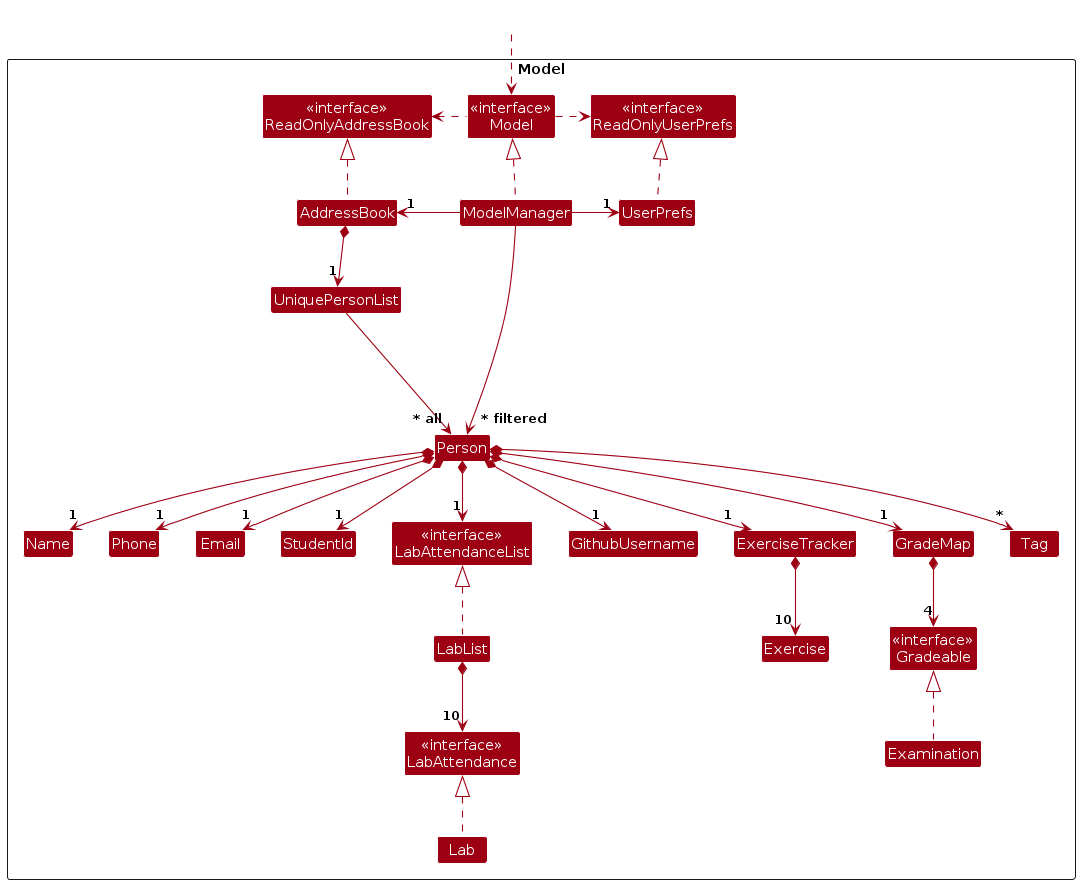 Model
«interface»
ReadOnlyAddressBook
«interface»
Model
«interface»
ReadOnlyUserPrefs
AddressBook
1
ModelManager
1
UserPrefs
1
UniquePersonList
* all
* filtered
Person
1
1
1
1
1
1
1
1
*
Name
Phone
Email
StudentId
«interface»
LabAttendanceList
GithubUsername
ExerciseTracker
GradeMap
Tag
4
10
«interface»
Gradeable
LabList
Exercise
10
«interface»
LabAttendance
Examination
Lab